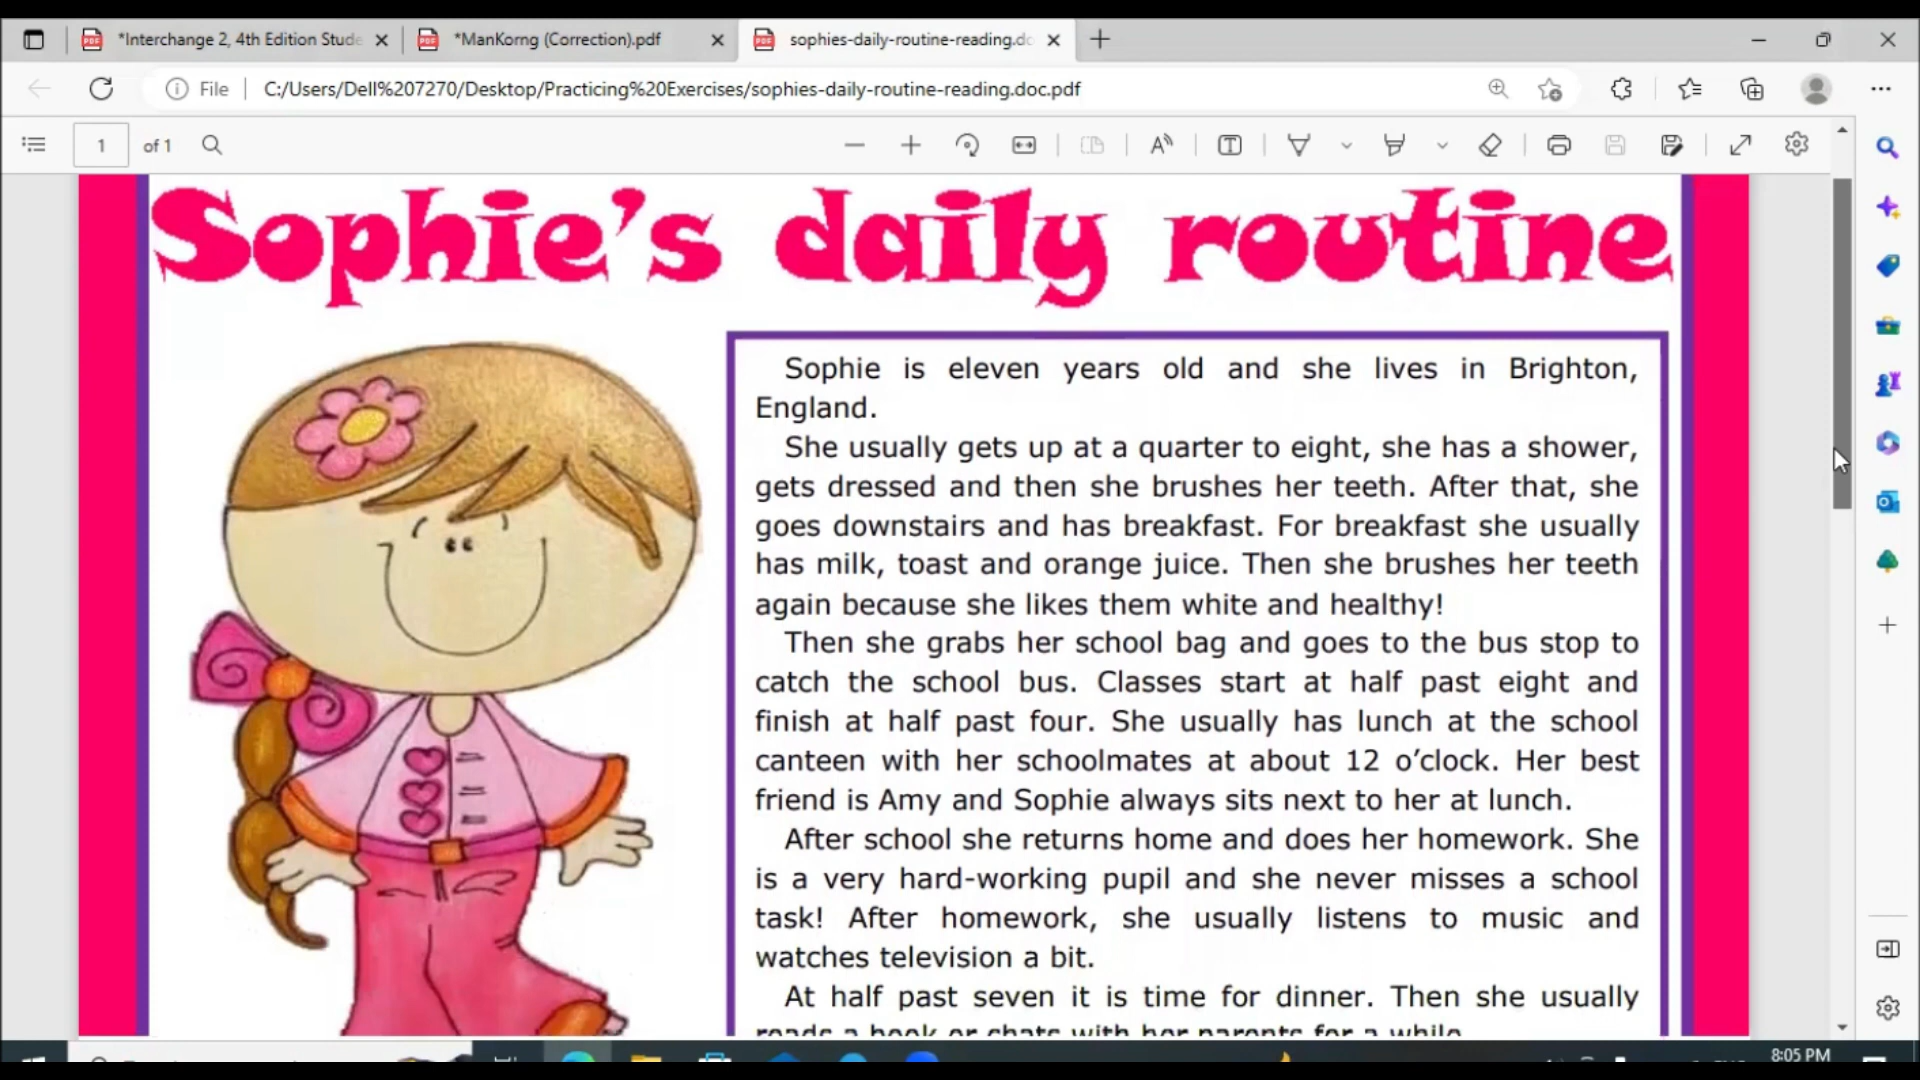 *Interchange 2, 4th Edition Stude
*ManKorng (Correction).pdf
sophies-daily-routine-reading.do
File
C:/Users/Dell%207270/Desktop/Practicing%20Exercises/sophies-daily-routine-reading.doc.pdf
1 of 1
Sophie's daily routine
Sophie is eleven years old and she lives in Brighton,
England.
She usually gets up at a quarter to eight, she has a shower,
gets dressed and then she brushes her teeth. After that, she
goes downstairs and has breakfast. For breakfast she usually
has milk, toast and orange juice. Then she brushes her teeth
again because she likes them white and healthy!
Then she grabs her school bag and goes to the bus stop to
catch the school bus. Classes start at half past eight and
finish at half past four. She usually has lunch at the school
canteen with her schoolmates at about 12 o’clock. Her best
friend is Amy and Sophie always sits next to her at lunch.
After school she returns home and does her homework. She
is a very hard-working pupil and she never misses a school
task! After homework, she usually listens to music and
watches television a bit.
At half past seven it is time for dinner. Then she usually
reads a book or chats with her parents for a while.
8:05 PM